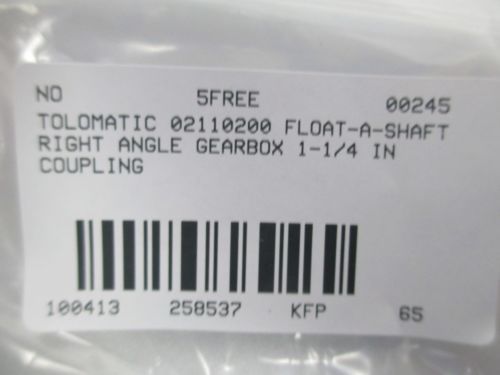 NO 5FREE 00245
TOLOMATIC 02110200 FLOAT-A-SHAFT
RIGHT ANGLE GEARBOX 1-1/4 IN
COUPLING
100413 258537 KFP 65